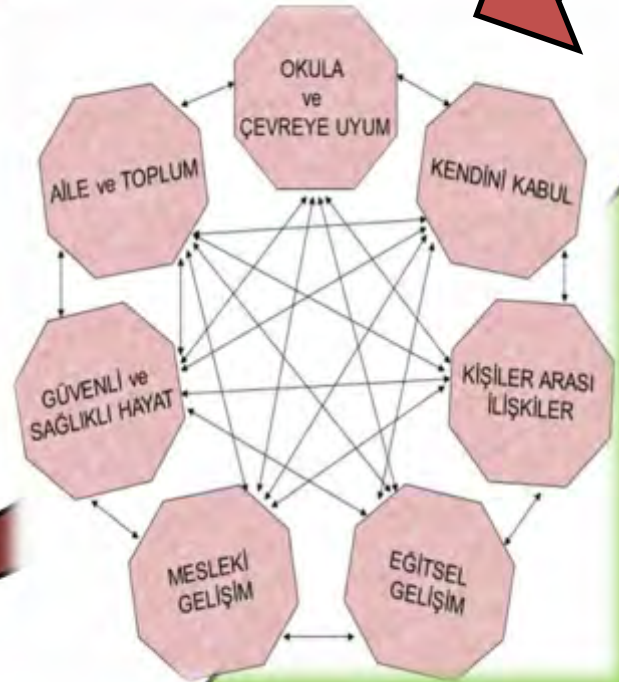 OKULA
ve
ÇEVREYE UYUM
AİLE ve TOPLUM
KENDİNİ KABUL
GÜVENLİ ve
SAĞLIKLI HAYAT
KİŞİLER ARASI
İLİŞKİLER
MESLEKİ
GELİŞİM
EĞİTSEL
GELİŞİM